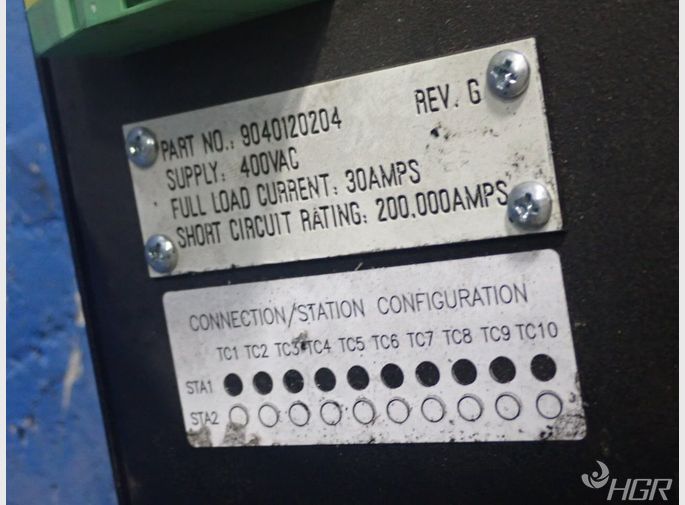 PART NO.: 9040120204 REV. G
SUPPLY: 400VAC
FULL LOAD CURRENT: 30AMPS
SHORT CIRCUIT RATING: 200,000AMPS
CONNECTION/STATION CONFIGURATION
TC1 TC2 TC3 TC4 TC5 TC6 TC7 TC8 TC9 TC10
STA1
STA2
HGR